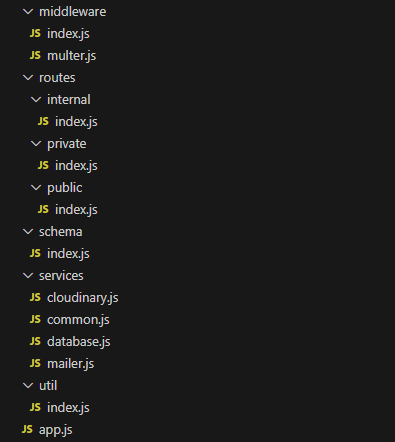 middleware
JS index.js
JS multer.js
routes
internal
JS index.js
private
JS index.js
public
JS index.js
schema
JS index.js
services
JS cloudinary.js
JS common.js
JS database.js
JS mailer.js
util
JS index.js
JS app.js